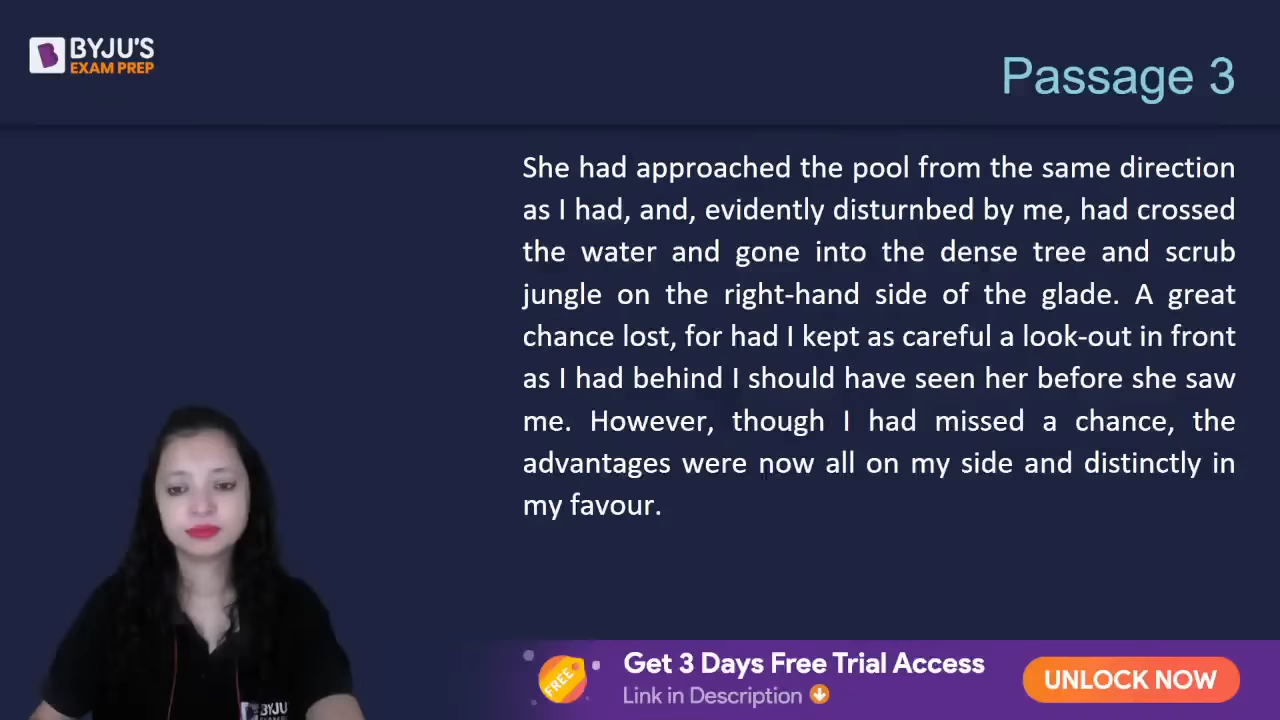 BYJU'S
EXAM PREP
Passage 3
She had approached the pool from the same direction
as I had, and, evidently disturnbed by me, had crossed
the water and gone into the dense tree and scrub
jungle on the right-hand side of the glade. A great
chance lost, for had I kept as careful a look-out in front
as I had behind I should have seen her before she saw
me. However, though I had missed a chance, the
advantages were now all on my side and distinctly in
my favour.
FREE
Get 3 Days Free Trial Access
Link in Description
UNLOCK NOW
BYJU'S